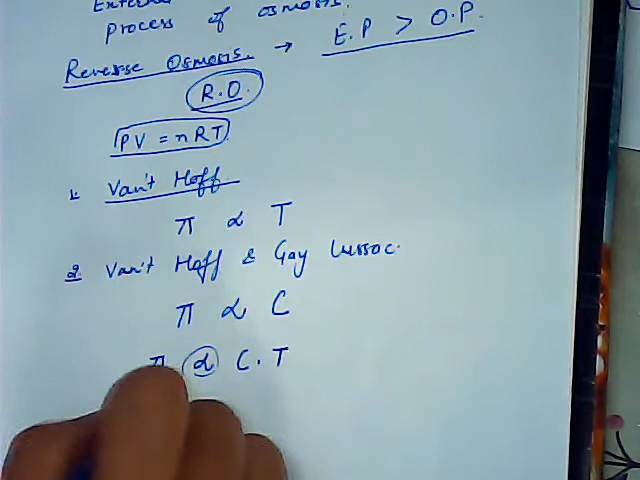 process of osmosis.
Reverse Osmosis. → E.P > O.P.
R.O.
PV = nRT
1. Van't Hoff
π α T
2. Van't Hoff & Gay Lussac.
π α C
π α C.T